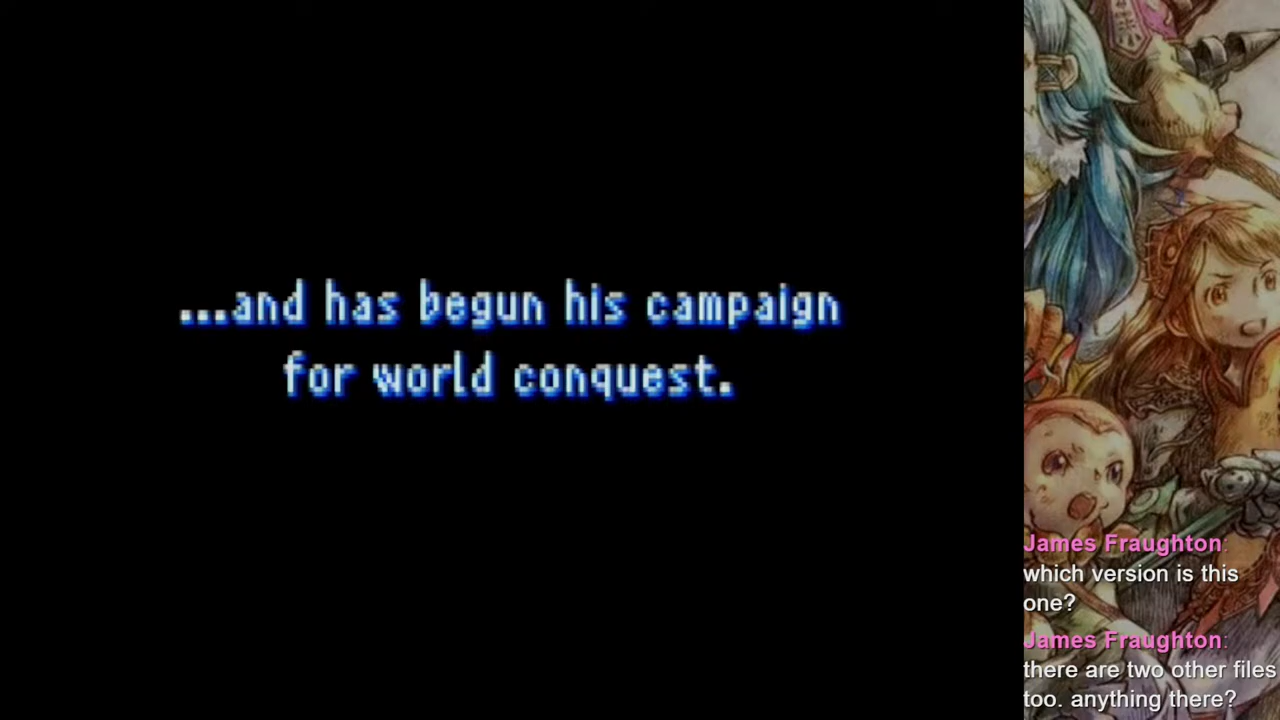 ...and has begun his campaign
for world conquest.
James Fraughton:
which version is this
one?
James Fraughton:
there are two other files
too. anything there?